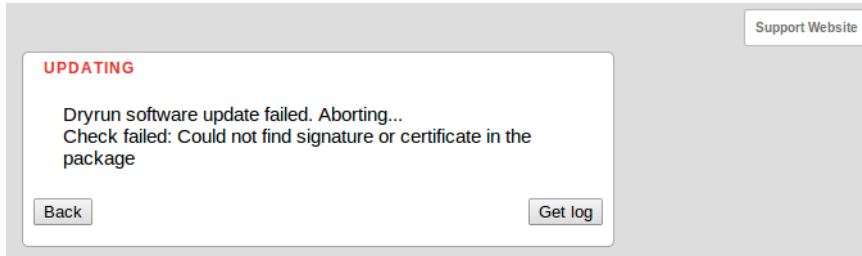 Support Website
UPDATING
Dryrun software update failed. Aborting...
Check failed: Could not find signature or certificate in the
package
Back
Get log